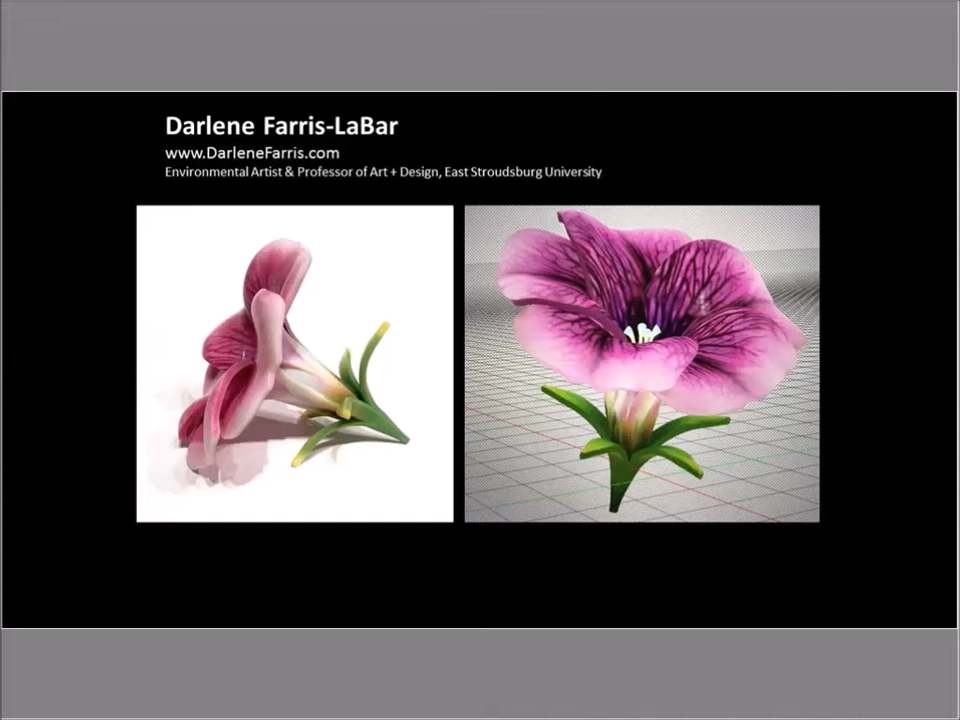 Darlene Farris-LaBar
www.DarleneFarris.com
Environmental Artist & Professor of Art + Design, East Stroudsburg University